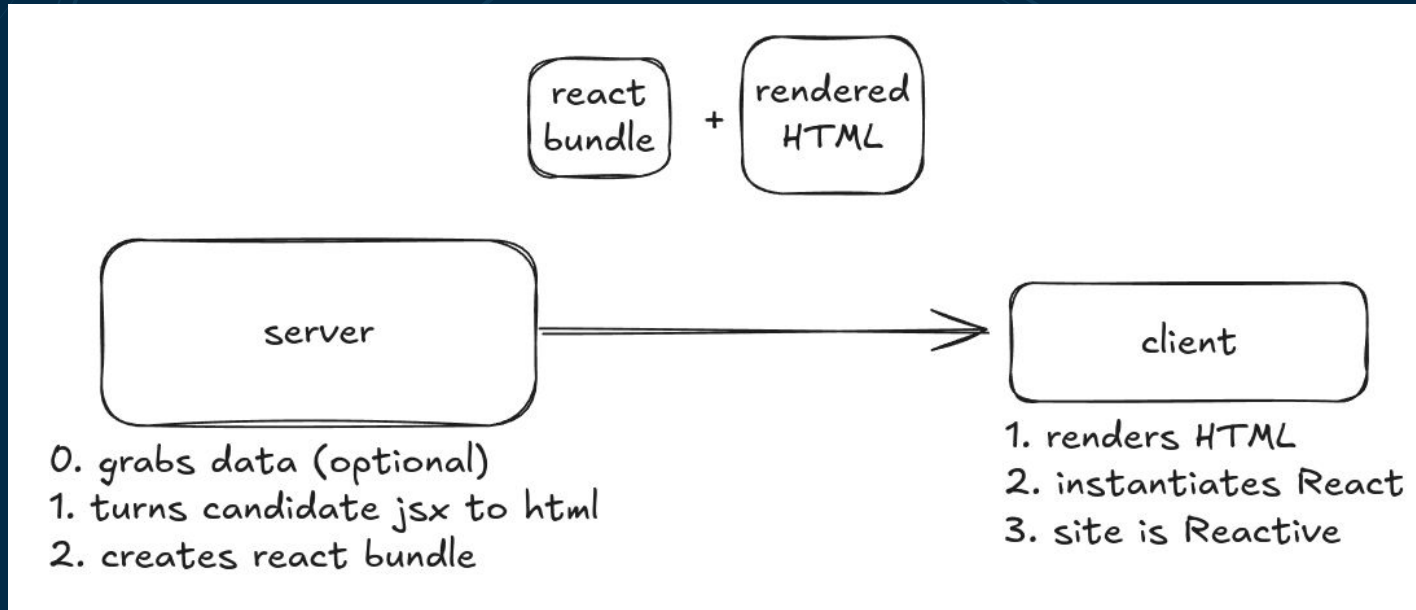 react
bundle
+
rendered
HTML
server
client
0. grabs data (optional)
1. turns candidate jsx to html
2. creates react bundle
1. renders HTML
2. instantiates React
3. site is Reactive